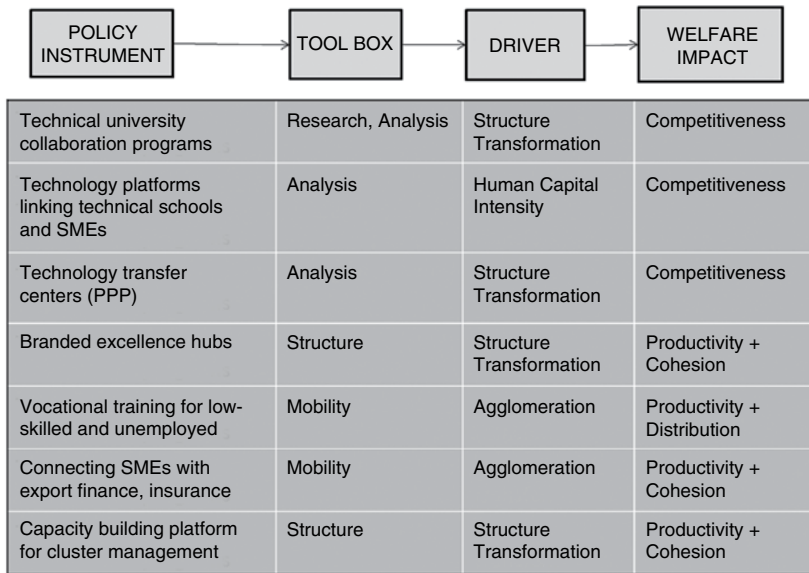 POLICY
INSTRUMENT
TOOL BOX
DRIVER
WELFARE
IMPACT
Technical university
collaboration programs
Research, Analysis
Structure
Transformation
Competitiveness
Technology platforms
linking technical schools
and SMEs
Analysis
Human Capital
Intensity
Competitiveness
Technology transfer
centers (PPP)
Analysis
Structure
Transformation
Competitiveness
Branded excellence hubs
Structure
Structure
Transformation
Productivity +
Cohesion
Vocational training for low-
skilled and unemployed
Mobility
Agglomeration
Productivity +
Distribution
Connecting SMEs with
export finance, insurance
Mobility
Agglomeration
Productivity +
Cohesion
Capacity building platform
for cluster management
Structure
Structure
Transformation
Productivity +
Cohesion